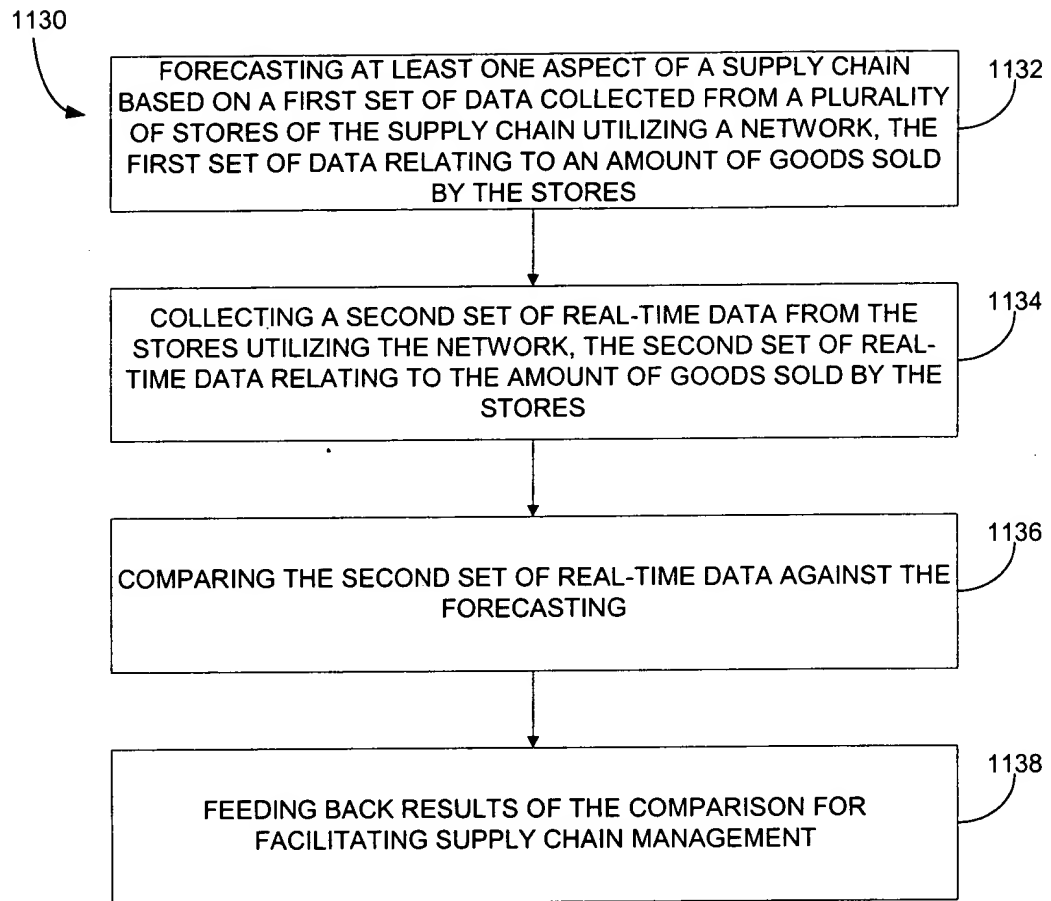 1130
FORECASTING AT LEAST ONE ASPECT OF A SUPPLY CHAIN
BASED ON A FIRST SET OF DATA COLLECTED FROM A PLURALITY
OF STORES OF THE SUPPLY CHAIN UTILIZING A NETWORK, THE
FIRST SET OF DATA RELATING TO AN AMOUNT OF GOODS SOLD
BY THE STORES
1132
COLLECTING A SECOND SET OF REAL-TIME DATA FROM THE
STORES UTILIZING THE NETWORK, THE SECOND SET OF REAL-
TIME DATA RELATING TO THE AMOUNT OF GOODS SOLD BY THE
STORES
1134
COMPARING THE SECOND SET OF REAL-TIME DATA AGAINST THE
FORECASTING
1136
FEEDING BACK RESULTS OF THE COMPARISON FOR
FACILITATING SUPPLY CHAIN MANAGEMENT
1138